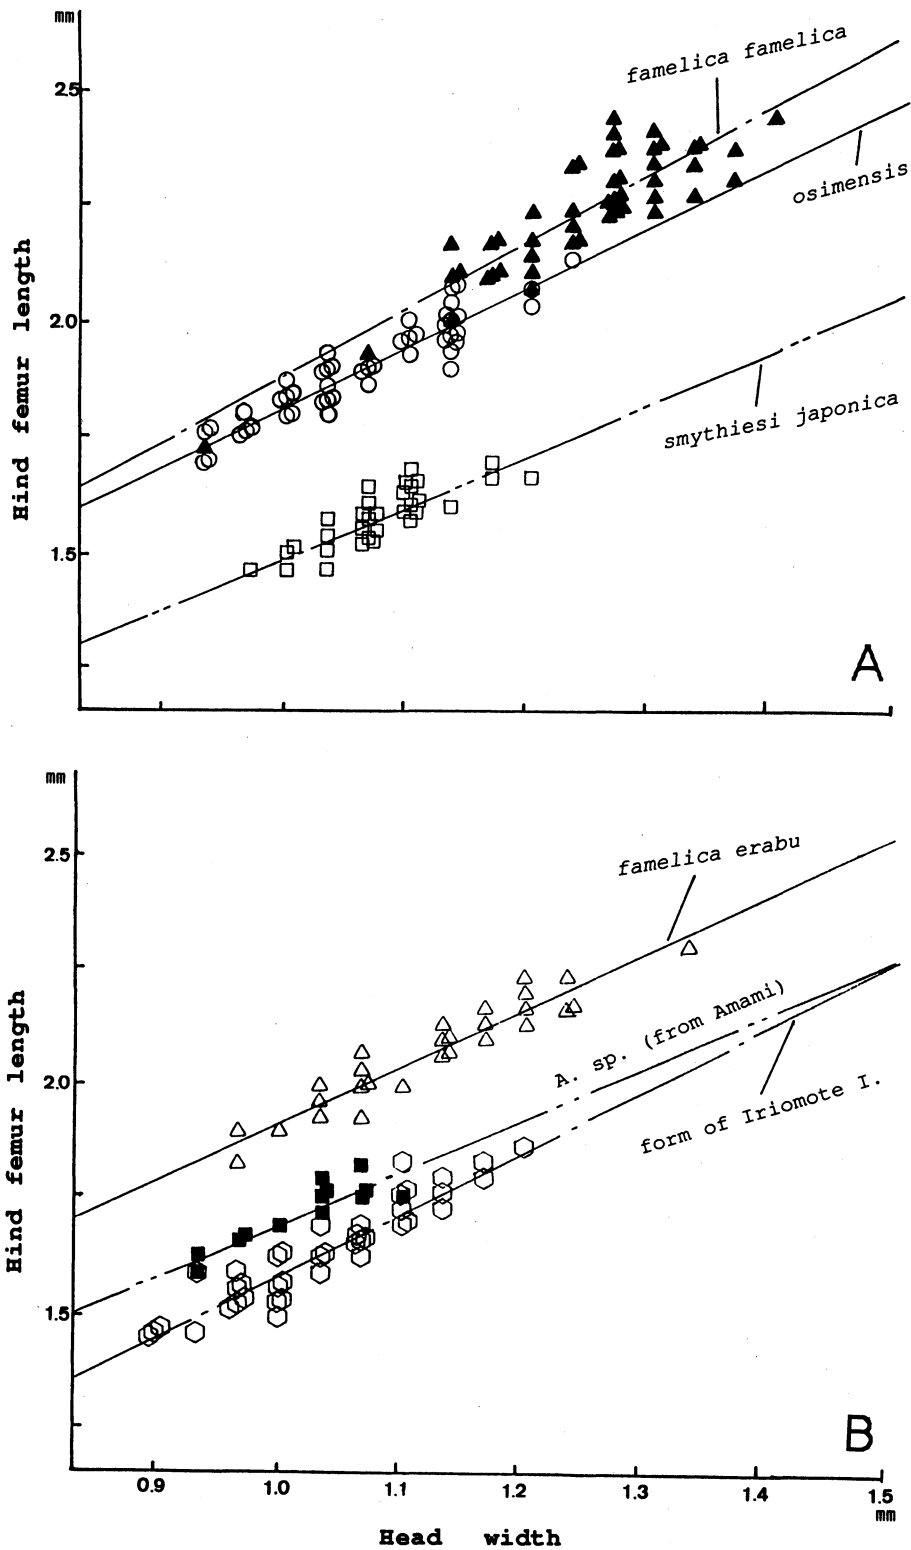 mm
famelica famelica
2.5
osimensis
Hind femur length
2.0
smythiesi japonica
1.5
A
mm
famelica erabu
2.5
A. sp. (from Amami)
Hind femur length
2.0
form of Iriomote I.
1.5
B
0.9 1.0 1.1 1.2 1.3 1.4 1.5
mm
Head width